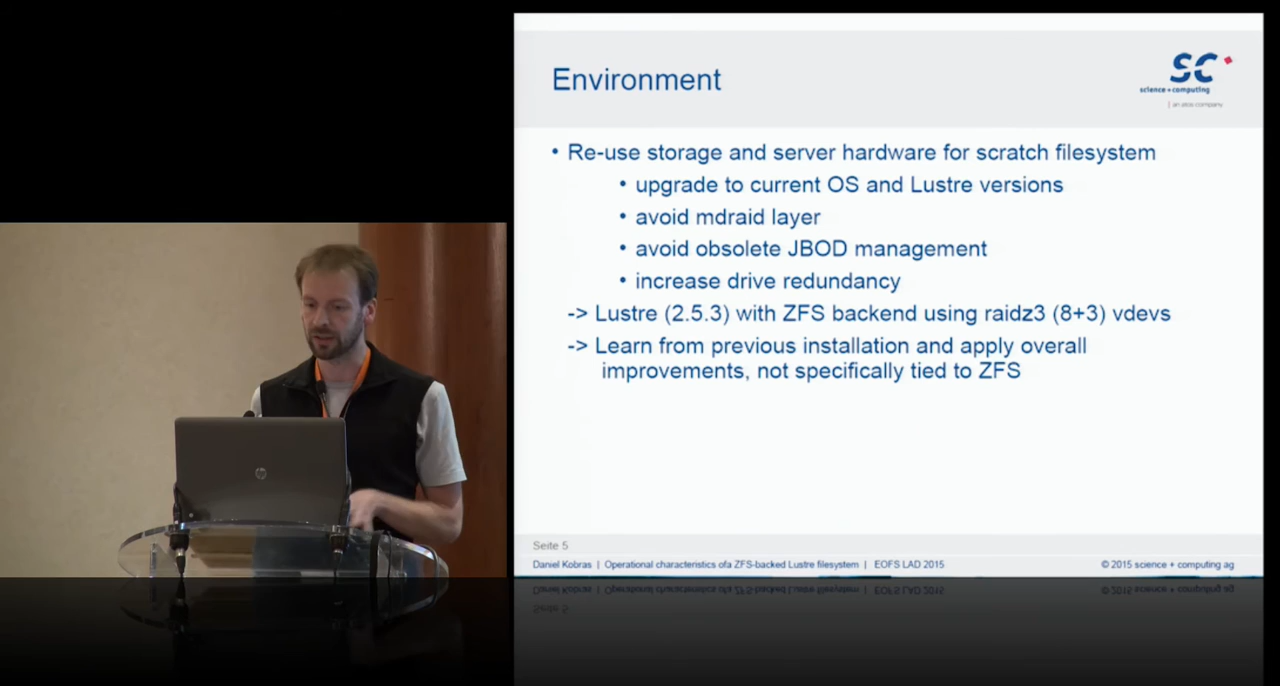 Environment
SC
science + computing
| an atos company
• Re-use storage and server hardware for scratch filesystem
• upgrade to current OS and Lustre versions
• avoid mdraid layer
• avoid obsolete JBOD management
• increase drive redundancy
-> Lustre (2.5.3) with ZFS backend using raidz3 (8+3) vdevs
-> Learn from previous installation and apply overall
improvements, not specifically tied to ZFS
Seite 5
Daniel Kobras | Operational characteristics ofa ZFS-backed Lustre filesystem | EOFS LAD 2015
© 2015 science + computing ag
hp